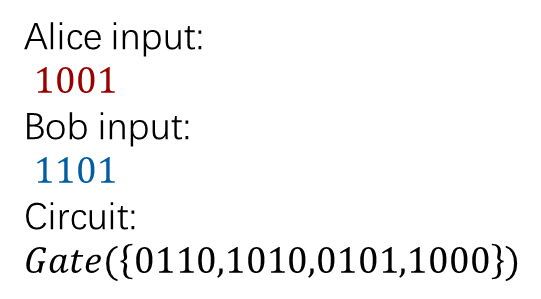 Alice input:
1001
Bob input:
1101
Circuit:
Gate({0110,1010,0101,1000})